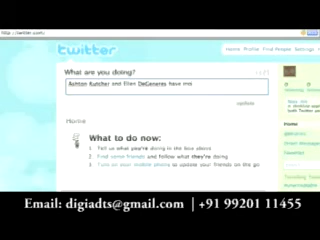 http://twitter.com/
twitter
Home Profile Find People Settings
What are you doing?
Ashton Kutcher and Ellen DeGeneres have mo
update
Home
What to do now:
1. Tell us what you're doing in the box above
2. Find some friends and follow what they're doing
3. Turn on your mobile phone to update your friends on the go
Home
Email: digiadts@gmail.com | +91 99201 11455